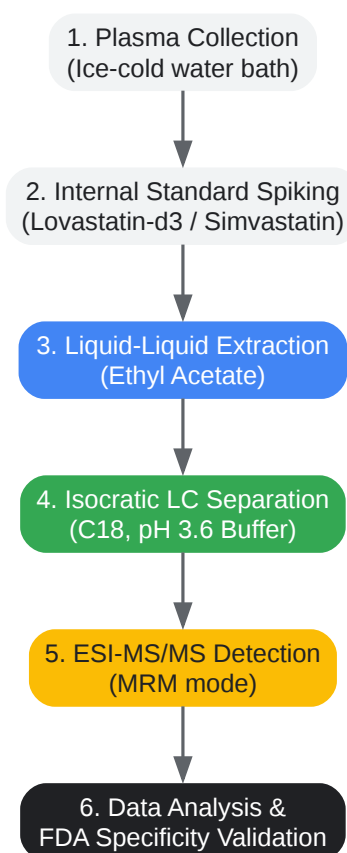 1. Plasma Collection
(Ice-cold water bath)
2. Internal Standard Spiking
(Lovastatin-d3 / Simvastatin)
3. Liquid-Liquid Extraction
(Ethyl Acetate)
4. Isocratic LC Separation
(C18, pH 3.6 Buffer)
5. ESI-MS/MS Detection
(MRM mode)
6. Data Analysis &
FDA Specificity Validation